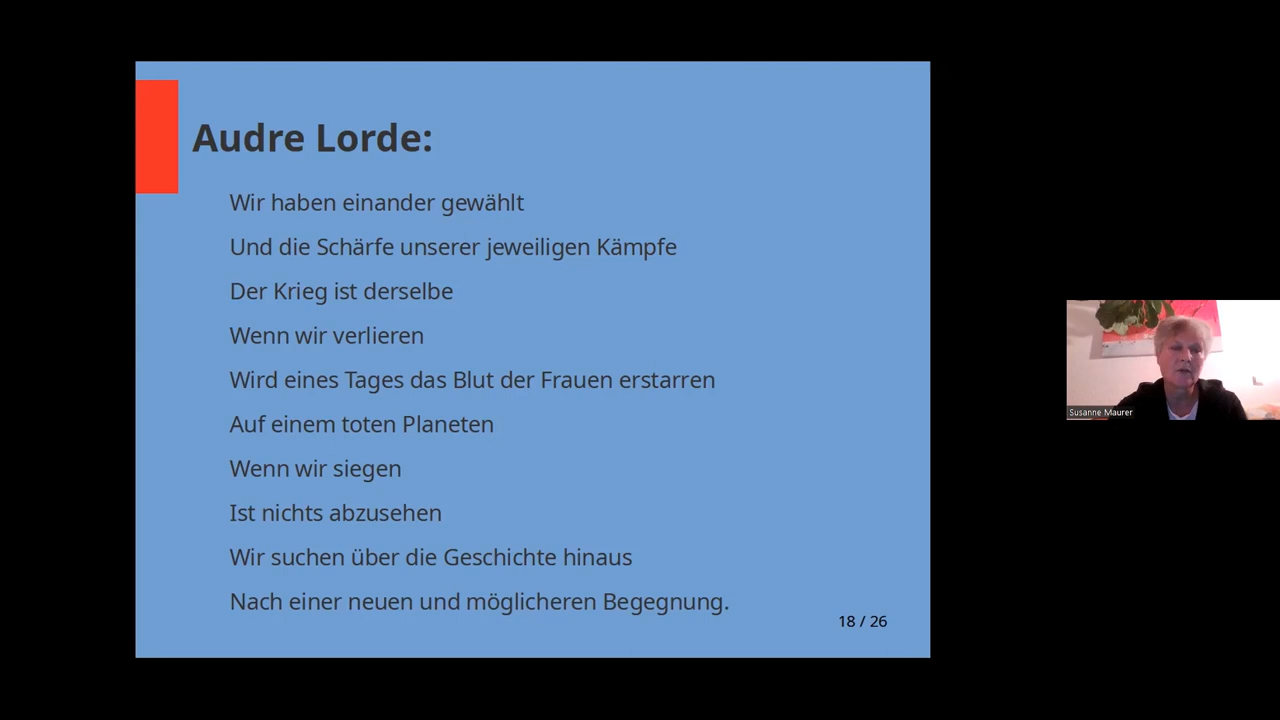 Audre Lorde:
Wir haben einander gewählt
Und die Schärfe unserer jeweiligen Kämpfe
Der Krieg ist derselbe
Wenn wir verlieren
Wird eines Tages das Blut der Frauen erstarren
Auf einem toten Planeten
Wenn wir siegen
Ist nichts abzusehen
Wir suchen über die Geschichte hinaus
Nach einer neuen und möglicheren Begegnung.
18 / 26
Susanne Maurer